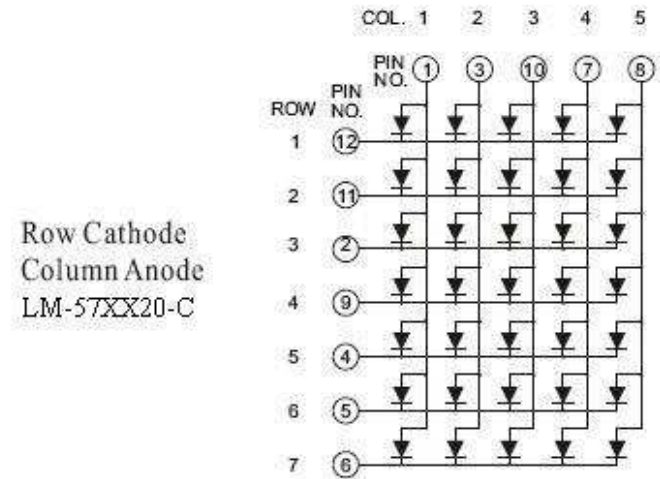 COL. 1 2 3 4 5
PIN NO. 1 3 10 7 8
ROW PIN NO.
1 12
2 11
3 2
4 9
5 4
6 5
7 6
Row Cathode
Column Anode
LM-57XX20-C